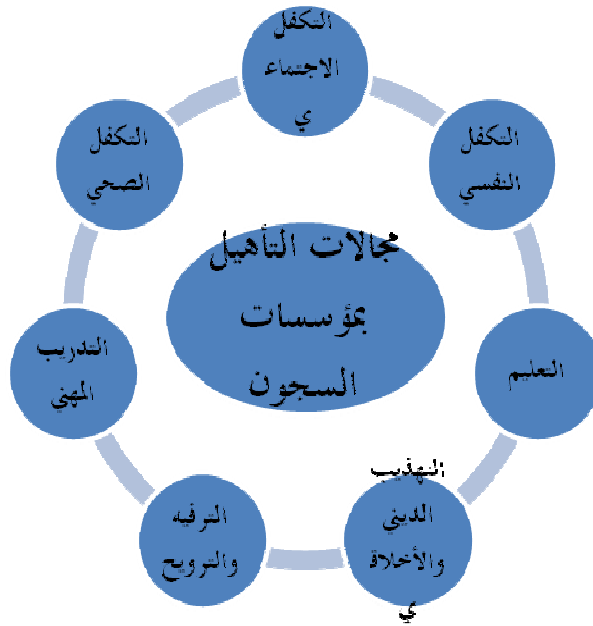 التكفل
الاجتماع
ي
التكفل
النفسي
التعليم
التهذيب
الديني
والأخلاق
ي
الترفيه
والترويح
التدريب
المهني
التكفل
الصحي
مجالات التأهيل
بمؤسسات
السجون